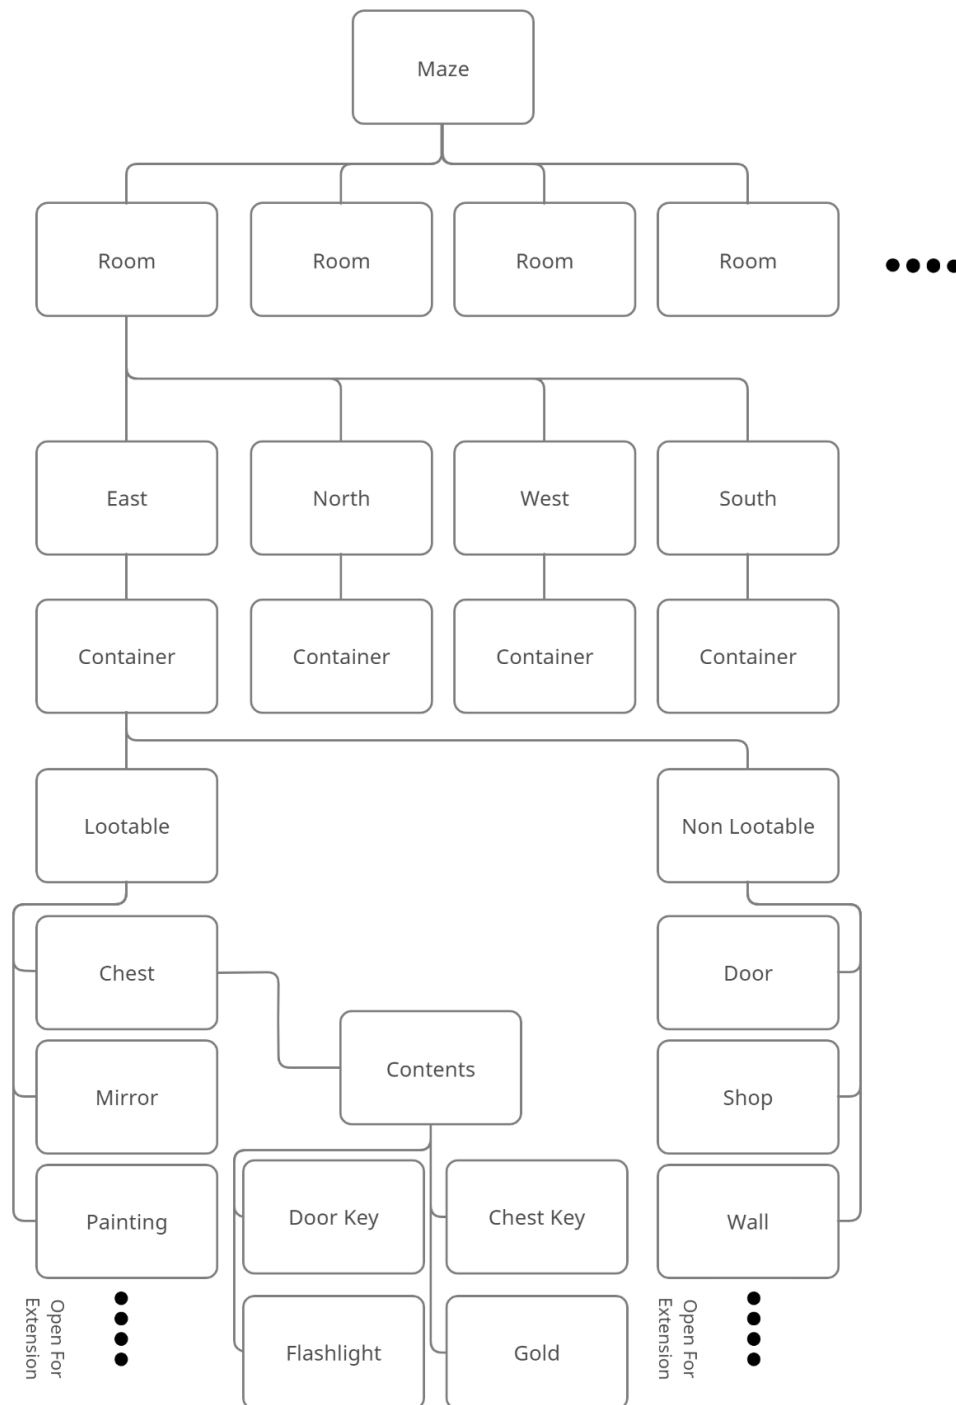 Maze
Room
Room
Room
Room
East
North
West
South
Container
Container
Container
Container
Lootable
Non Lootable
Chest
Door
Contents
Mirror
Shop
Door Key
Chest Key
Painting
Wall
Open For
Extension
Open For
Extension
Flashlight
Gold